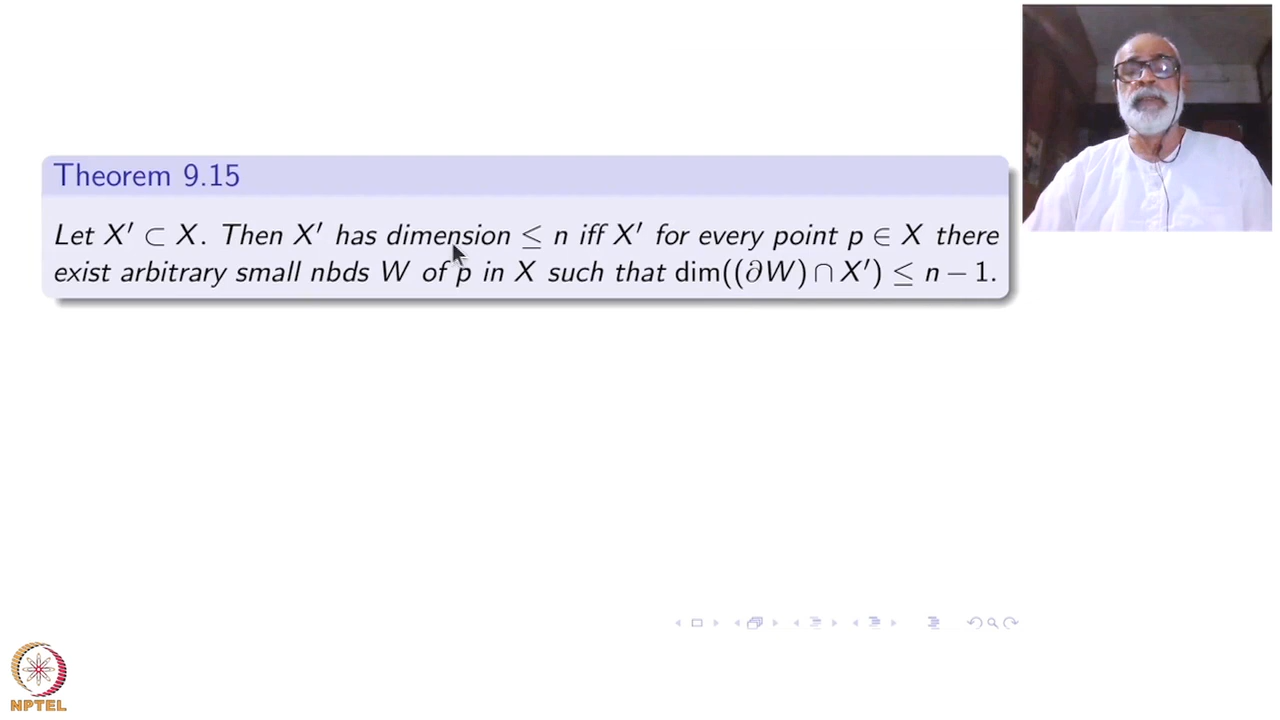 Theorem 9.15
Let X′ ⊂ X. Then X′ has dimension ≤ n iff X′ for every point p ∈ X there
exist arbitrary small nbds W of p in X such that dim((∂W) ∩ X′) ≤ n − 1.
NPTEL